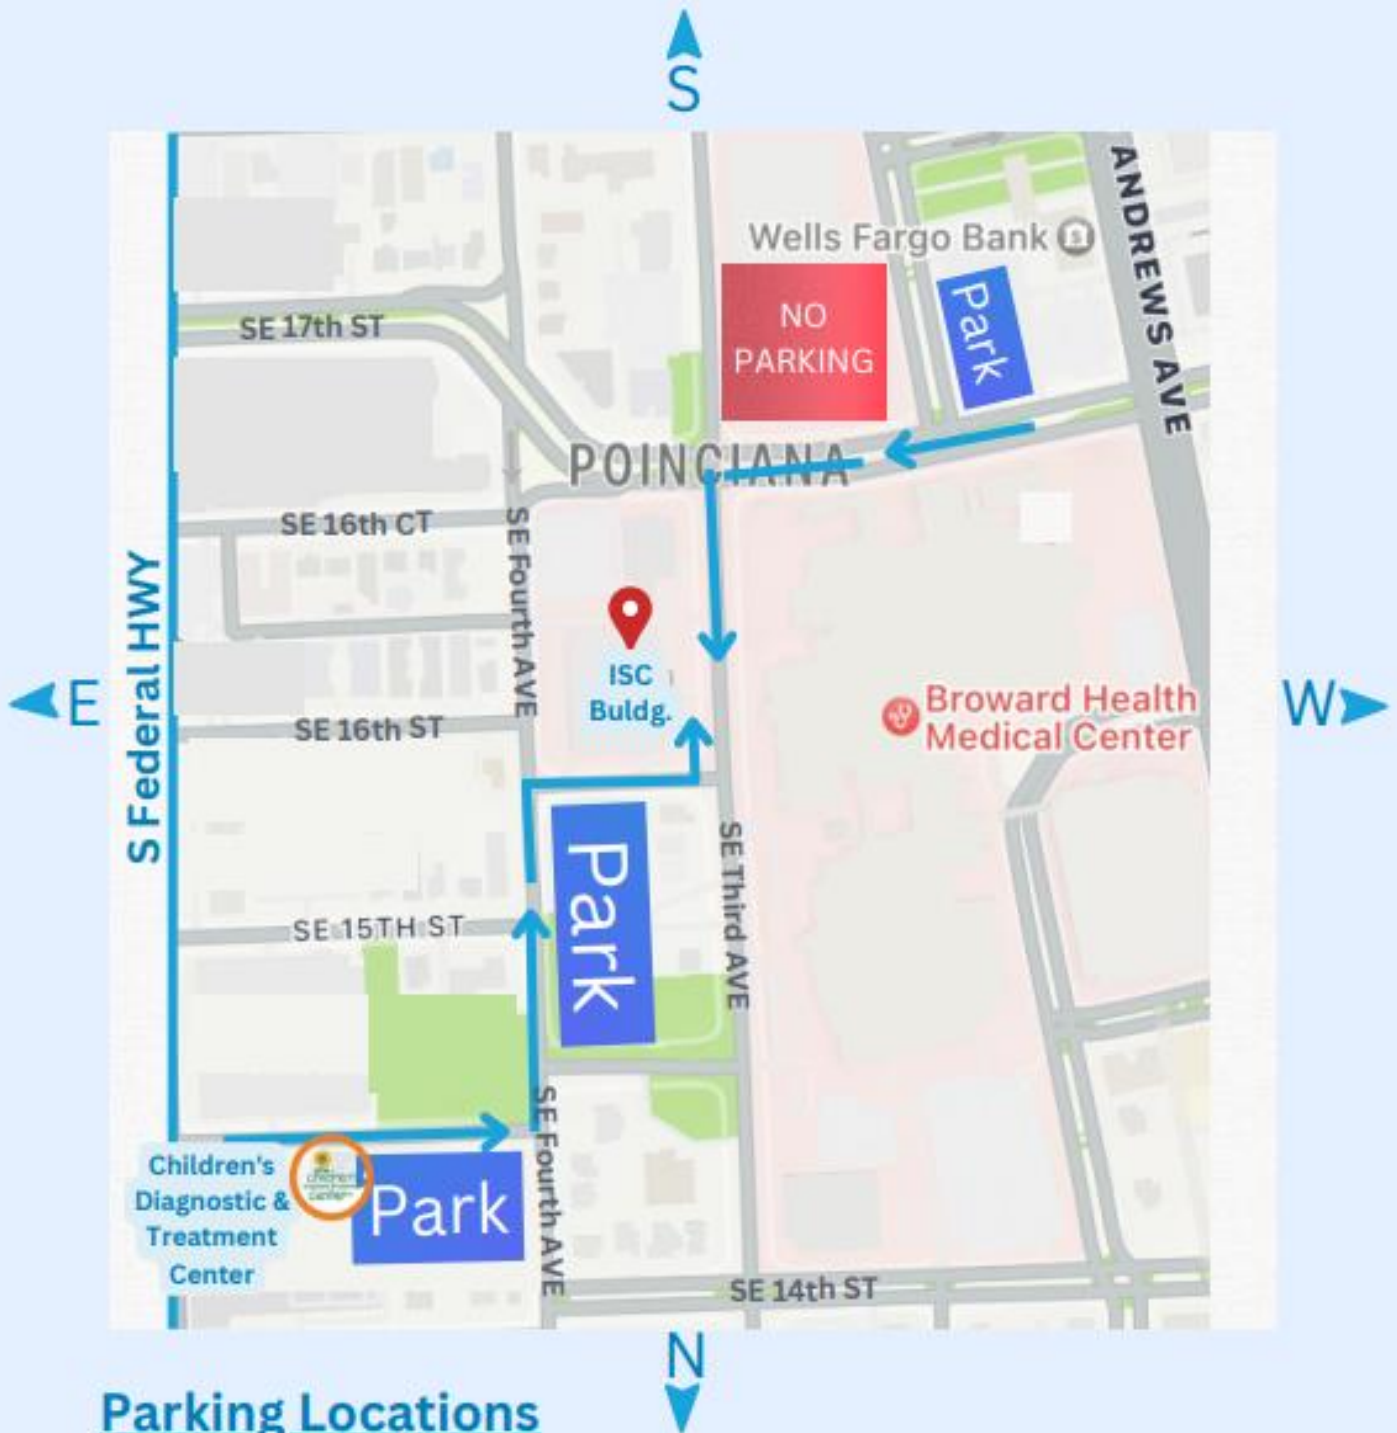 S
ANDREWS AVE
Wells Fargo Bank
NO
PARKING
Park
SE 17th ST
POINCIANA
SE 16th CT
SE Fourth AVE
S Federal HWY
ISC
Buldg.
E
W
Broward Health
Medical Center
SE 16th ST
Park
SE Third AVE
SE 15TH ST
SE Fourth AVE
Children's
Diagnostic &
Treatment
Center
Park
SE 14th ST
N
Parking Locations